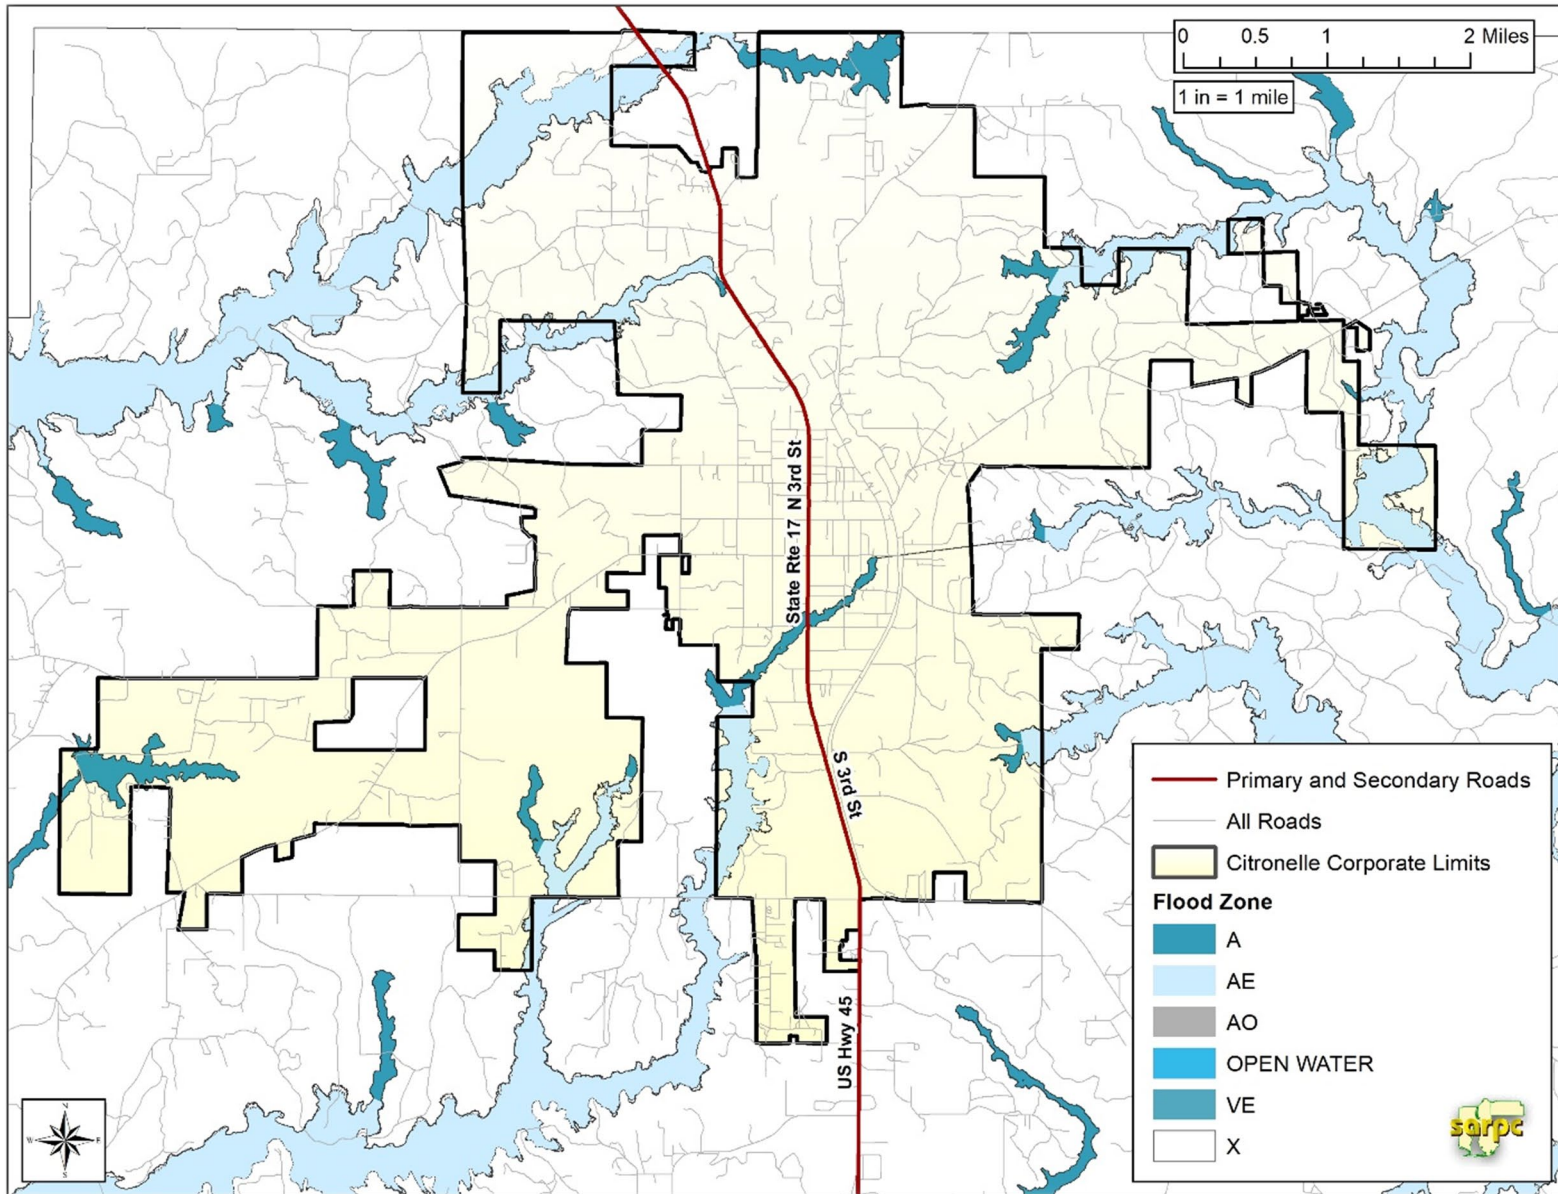 0 0.5 1 2 Miles
1 in = 1 mile
State Rte 17 N 3rd St
S 3rd St
US Hwy 45
Primary and Secondary Roads
All Roads
Citronelle Corporate Limits
Flood Zone
A
AE
AO
OPEN WATER
VE
X
N
W E
S
sarpc